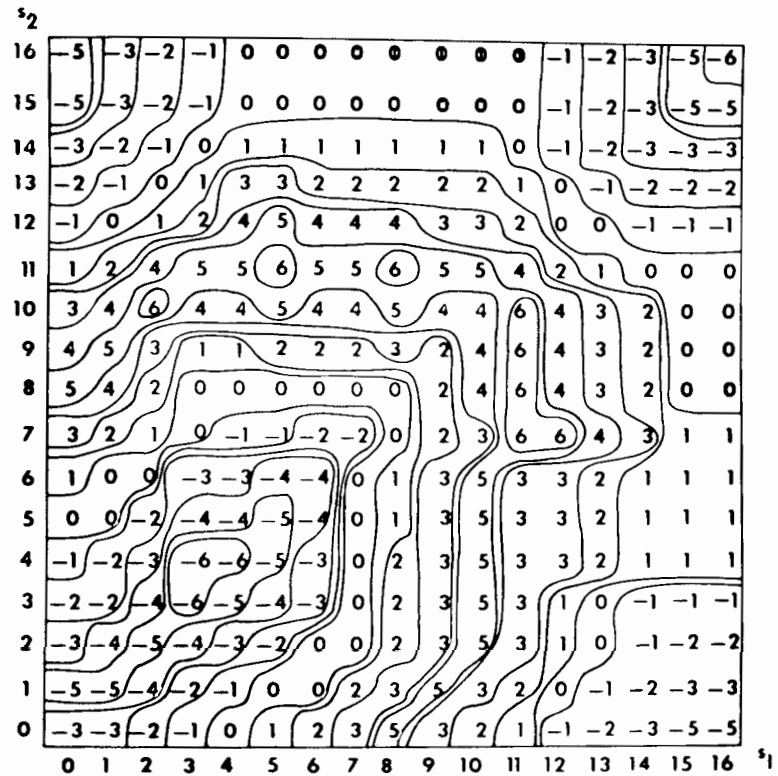 s2
16 -5 -3 -2 -1 0 0 0 0 0 0 0 0 -1 -2 -3 -5 -6
15 -5 -3 -2 -1 0 0 0 0 0 0 0 0 -1 -2 -3 -5 -5
14 -3 -2 -1 0 1 1 1 1 1 1 1 0 -1 -2 -3 -3 -3
13 -2 -1 0 1 3 3 2 2 2 2 2 1 0 -1 -2 -2 -2
12 -1 0 1 2 4 5 4 4 4 3 3 2 0 0 -1 -1 -1
11 1 2 4 5 5 6 5 5 6 5 5 4 2 1 0 0 0
10 3 4 6 4 4 5 4 4 5 4 4 6 4 3 2 0 0
9 4 5 3 1 1 2 2 2 3 2 4 6 4 3 2 0 0
8 5 4 2 0 0 0 0 0 0 2 4 6 4 3 2 0 0
7 3 2 1 0 -1 -1 -2 -2 0 2 3 6 6 4 3 1 1
6 1 0 0 -3 -3 -4 -4 0 1 3 5 3 3 2 1 1 1
5 0 0 -2 -4 -4 -5 -4 0 1 3 5 3 3 2 1 1 1
4 -1 -2 -3 -6 -6 -5 -3 0 2 3 5 3 3 2 1 1 1
3 -2 -2 -4 -6 -5 -4 -3 0 2 3 5 3 1 0 -1 -1 -1
2 -3 -4 -5 -4 -3 -2 0 0 2 3 5 3 1 0 -1 -2 -2
1 -5 -5 -4 -2 -1 0 0 2 3 5 3 2 0 -1 -2 -3 -3
0 -3 -3 -2 -1 0 1 2 3 5 3 2 1 -1 -2 -3 -5 -5
0 1 2 3 4 5 6 7 8 9 10 11 12 13 14 15 16 s1